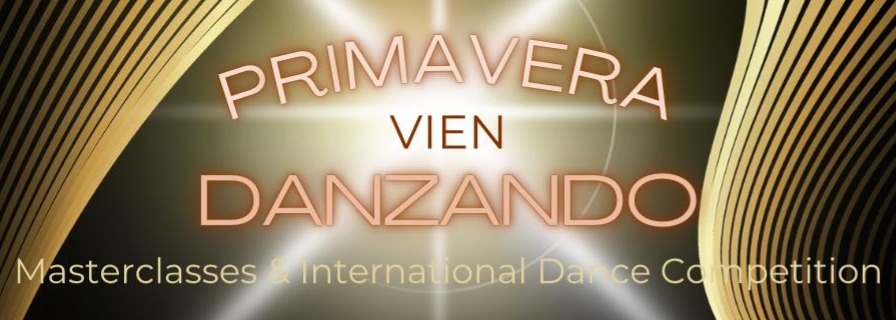 PRIMAVERA
VIEN
DANZANDO
Masterclasses & International Dance Competition